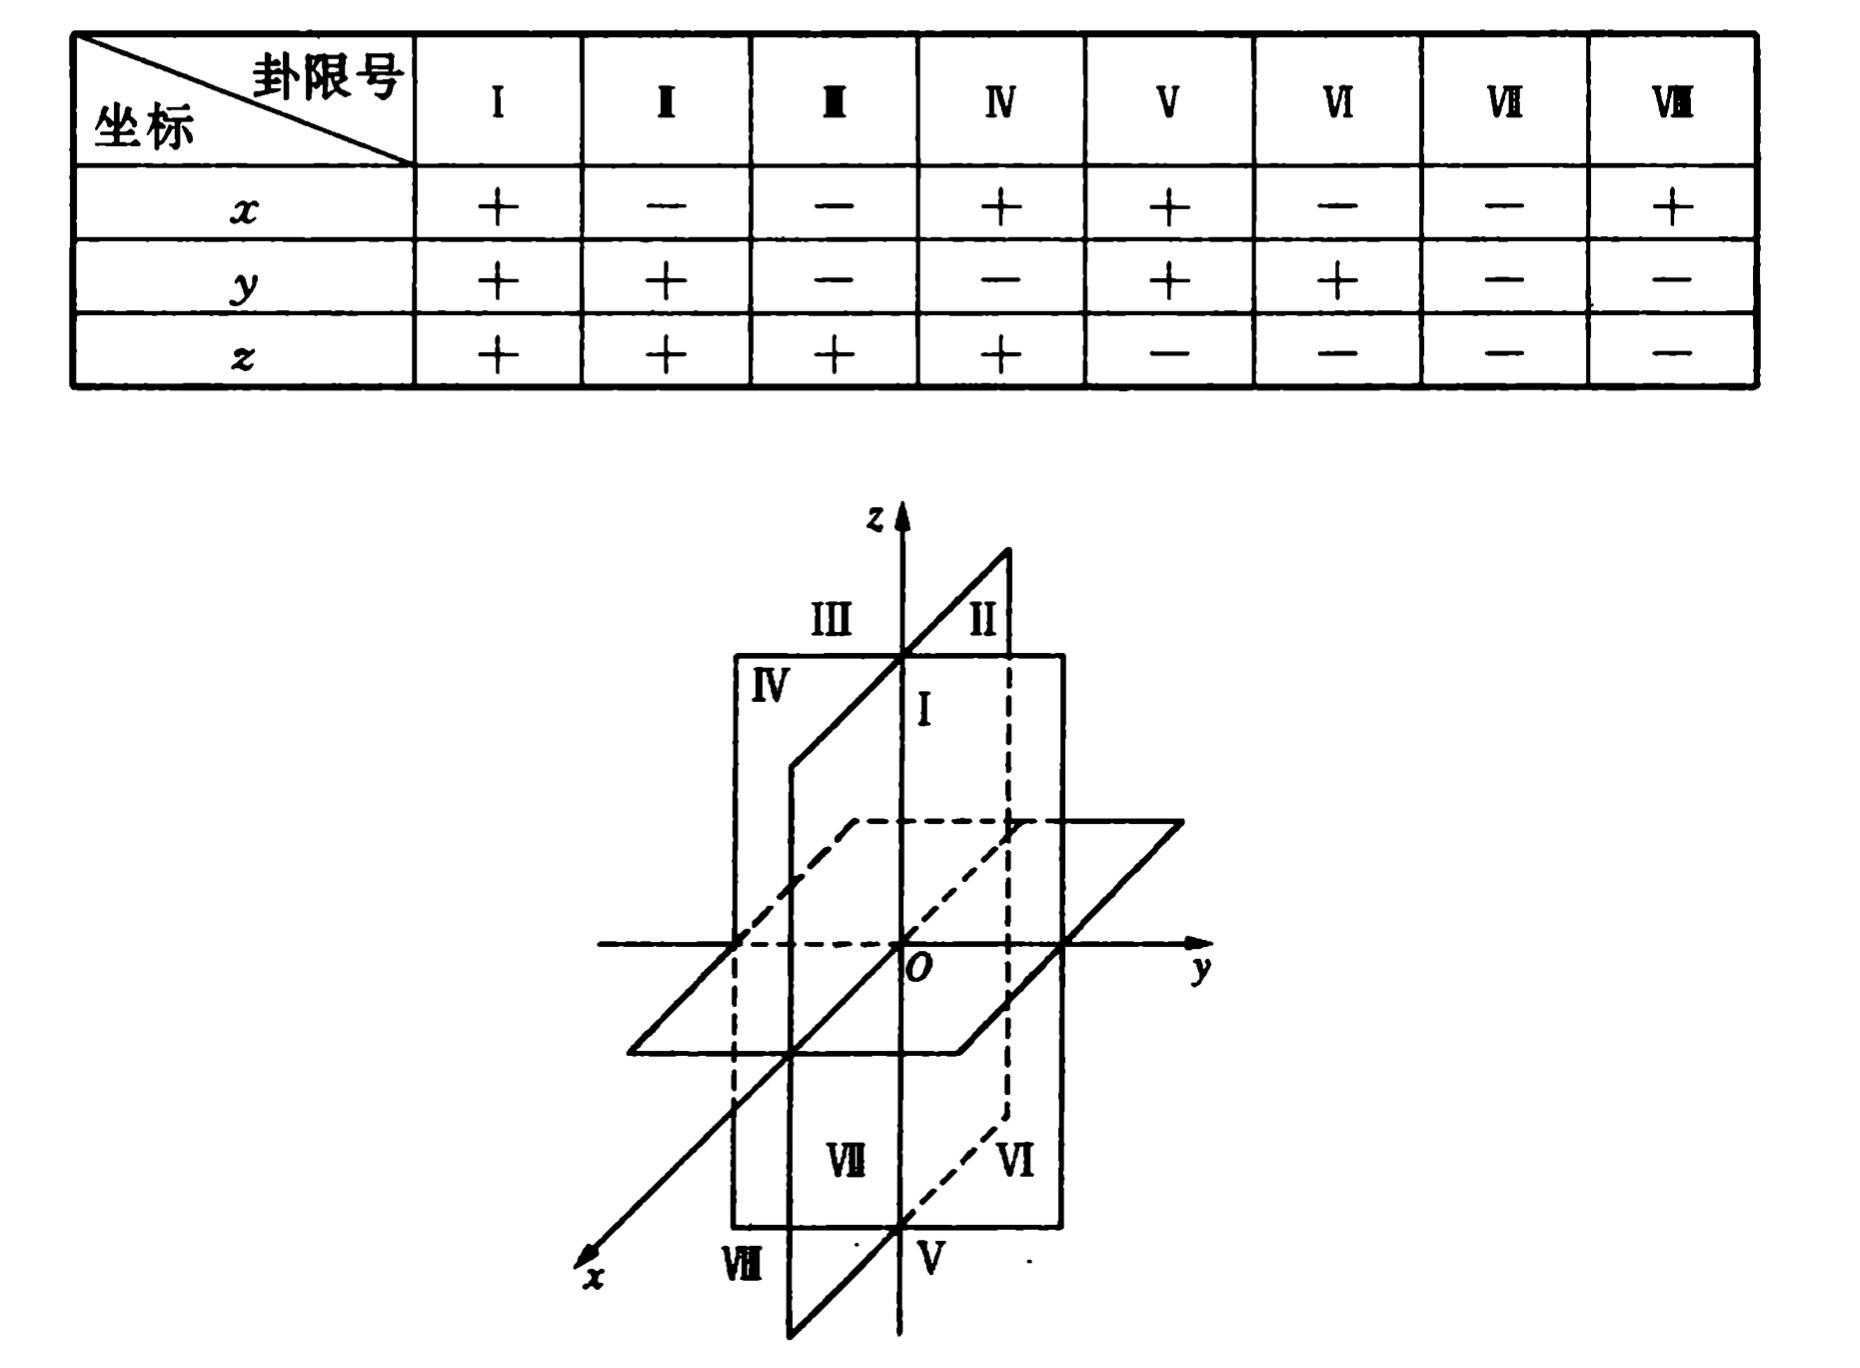 卦限号
坐标 Ⅰ Ⅱ Ⅲ Ⅳ Ⅴ Ⅵ Ⅶ Ⅷ
x + − − + + − − +
y + + − − + + − −
z + + + + − − − −
z
Ⅲ Ⅱ
Ⅳ Ⅰ
O y
Ⅶ Ⅵ
Ⅷ Ⅴ
x